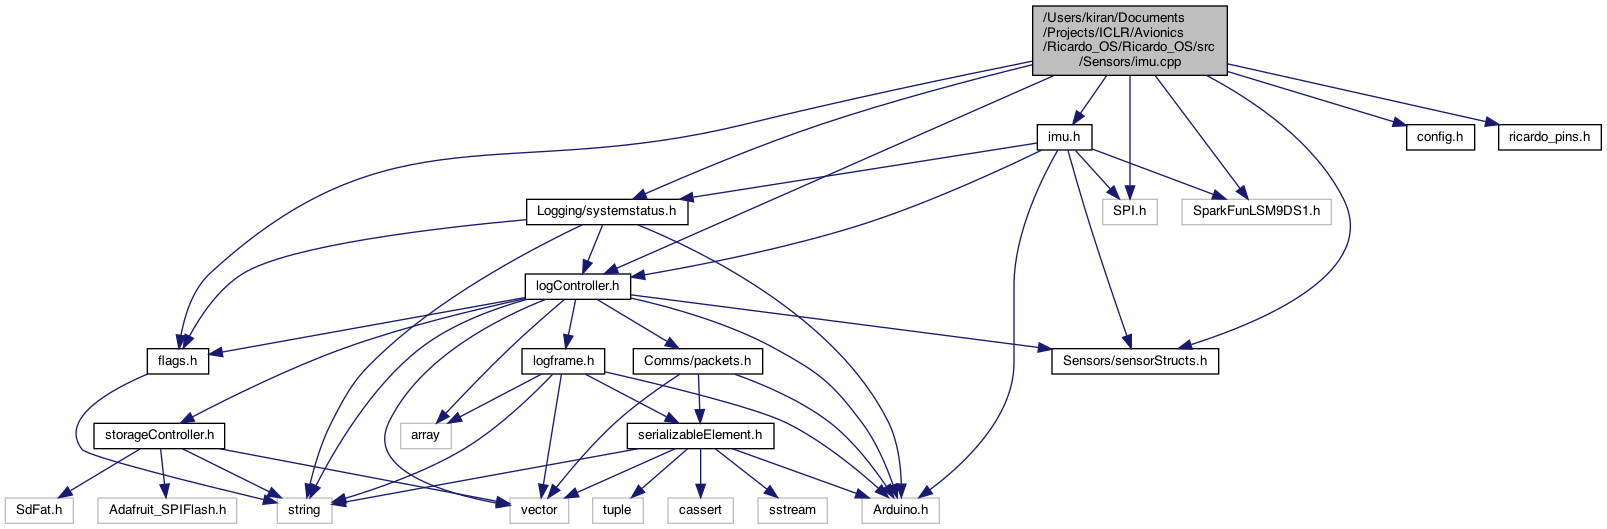 /Users/kiran/Documents
/Projects/ICLR/Avionics
/Ricardo_OS/Ricardo_OS/src
/Sensors/imu.cpp
imu.h
config.h
ricardo_pins.h
Logging/systemstatus.h
SPI.h
SparkFunLSM9DS1.h
logController.h
flags.h
logframe.h
Comms/packets.h
Sensors/sensorStructs.h
storageController.h
array
serializableElement.h
SdFat.h
Adafruit_SPIFlash.h
string
vector
tuple
cassert
sstream
Arduino.h